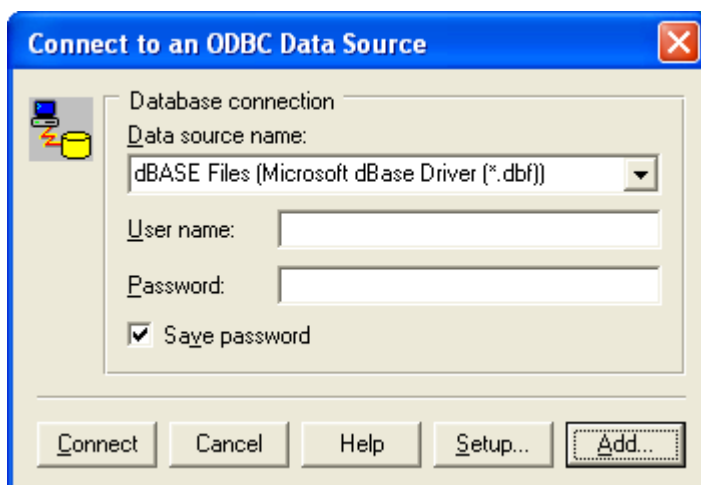 Connect to an ODBC Data Source
Database connection
Data source name:
dBASE Files (Microsoft dBase Driver (*.dbf))
User name:
Password:
Save password
Connect Cancel Help Setup... Add...